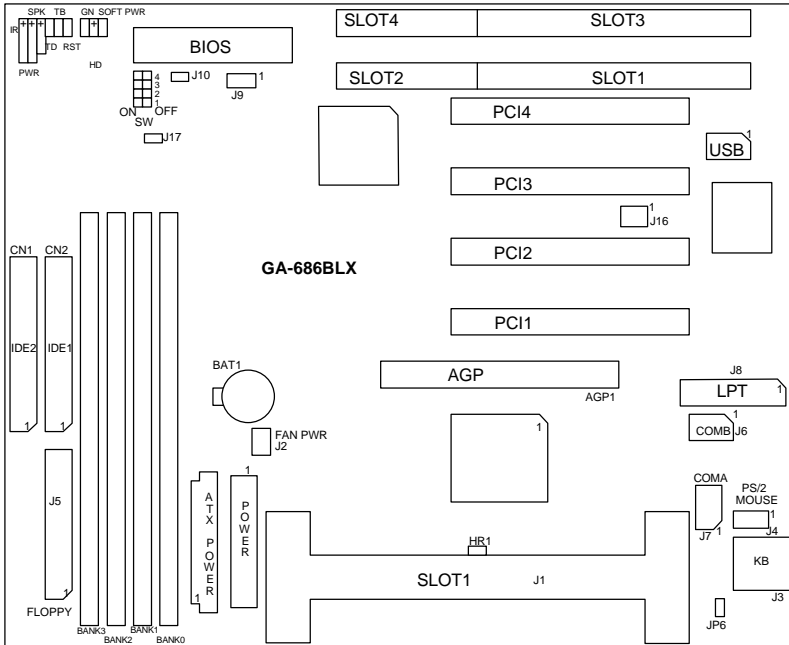 SPK TB GN SOFT PWR
IR + + + +
TD RST
PWR HD
BIOS
SLOT4 SLOT3
SLOT2 SLOT1
4
3
2
1
ON OFF
SW
J10
1
J9
J17
PCI4
1
USB
PCI3
1
J16
CN1 CN2
GA-686BLX
PCI2
PCI1
IDE2 IDE1
1 1
BAT1
AGP
AGP1
J8
LPT 1
1
COMB J6
FAN PWR
J2
1
J5
1
FLOPPY
ATX POWER
1
POWER
1
COMA
J7 1
PS/2
MOUSE
1
J4
KB
J3
HR1
SLOT1 J1
JP6
BANK3 BANK2 BANK1 BANK0